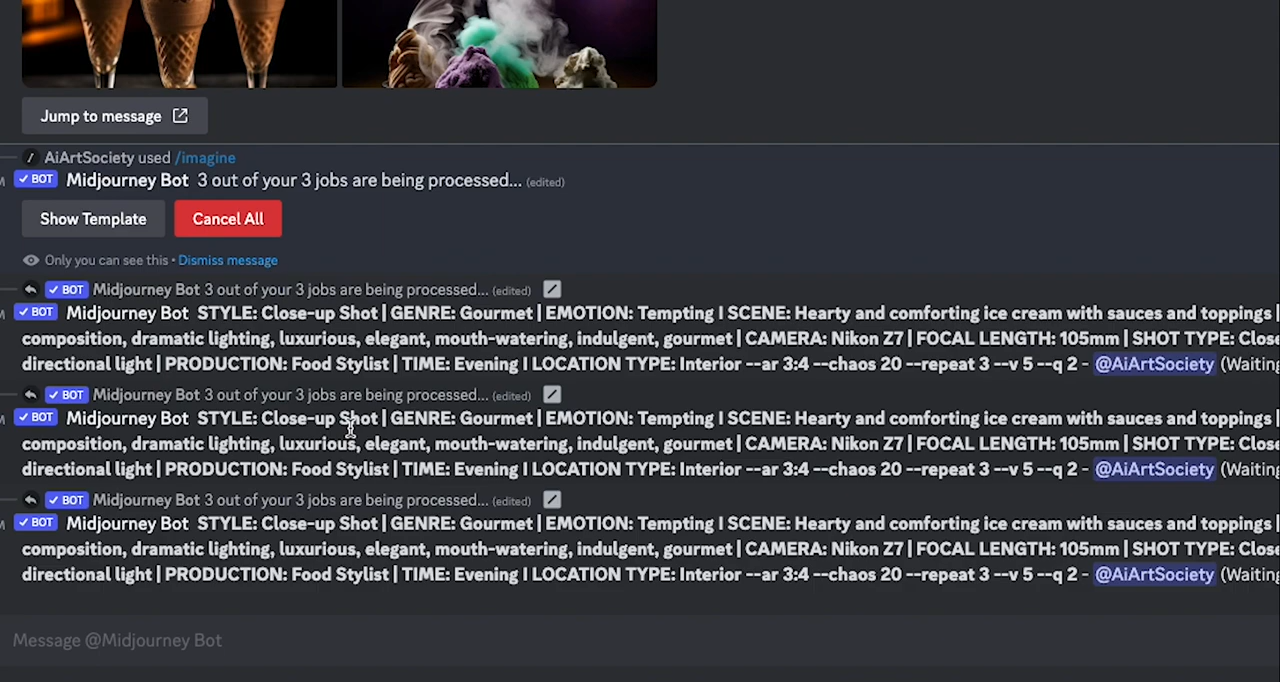 Jump to message
AiArtSociety used /imagine
BOT Midjourney Bot 3 out of your 3 jobs are being processed... (edited)
Show Template Cancel All
Only you can see this • Dismiss message
BOT Midjourney Bot 3 out of your 3 jobs are being processed... (edited)
BOT Midjourney Bot STYLE: Close-up Shot | GENRE: Gourmet | EMOTION: Tempting | SCENE: Hearty and comforting ice cream with sauces and toppings |
composition, dramatic lighting, luxurious, elegant, mouth-watering, indulgent, gourmet | CAMERA: Nikon Z7 | FOCAL LENGTH: 105mm | SHOT TYPE: Close
directional light | PRODUCTION: Food Stylist | TIME: Evening | LOCATION TYPE: Interior --ar 3:4 --chaos 20 --v 5 --q 2 - @AiArtSociety (Waiting
BOT Midjourney Bot 3 out of your 3 jobs are being processed... (edited)
BOT Midjourney Bot STYLE: Close-up Shot | GENRE: Gourmet | EMOTION: Tempting | SCENE: Hearty and comforting ice cream with sauces and toppings |
composition, dramatic lighting, luxurious, elegant, mouth-watering, indulgent, gourmet | CAMERA: Nikon Z7 | FOCAL LENGTH: 105mm | SHOT TYPE: Close
directional light | PRODUCTION: Food Stylist | TIME: Evening | LOCATION TYPE: Interior --ar 3:4 --chaos 20 --repeat 3 --v 5 --q 2 - @AiArtSociety (Waiting
BOT Midjourney Bot 3 out of your 3 jobs are being processed... (edited)
BOT Midjourney Bot STYLE: Close-up Shot | GENRE: Gourmet | EMOTION: Tempting | SCENE: Hearty and comforting ice cream with sauces and toppings |
composition, dramatic lighting, luxurious, elegant, mouth-watering, indulgent, gourmet | CAMERA: Nikon Z7 | FOCAL LENGTH: 105mm | SHOT TYPE: Close
directional light | PRODUCTION: Food Stylist | TIME: Evening | LOCATION TYPE: Interior --ar 3:4 --chaos 20 --repeat 3 --v 5 --q 2 - @AiArtSociety (Waiting
Message @Midjourney Bot